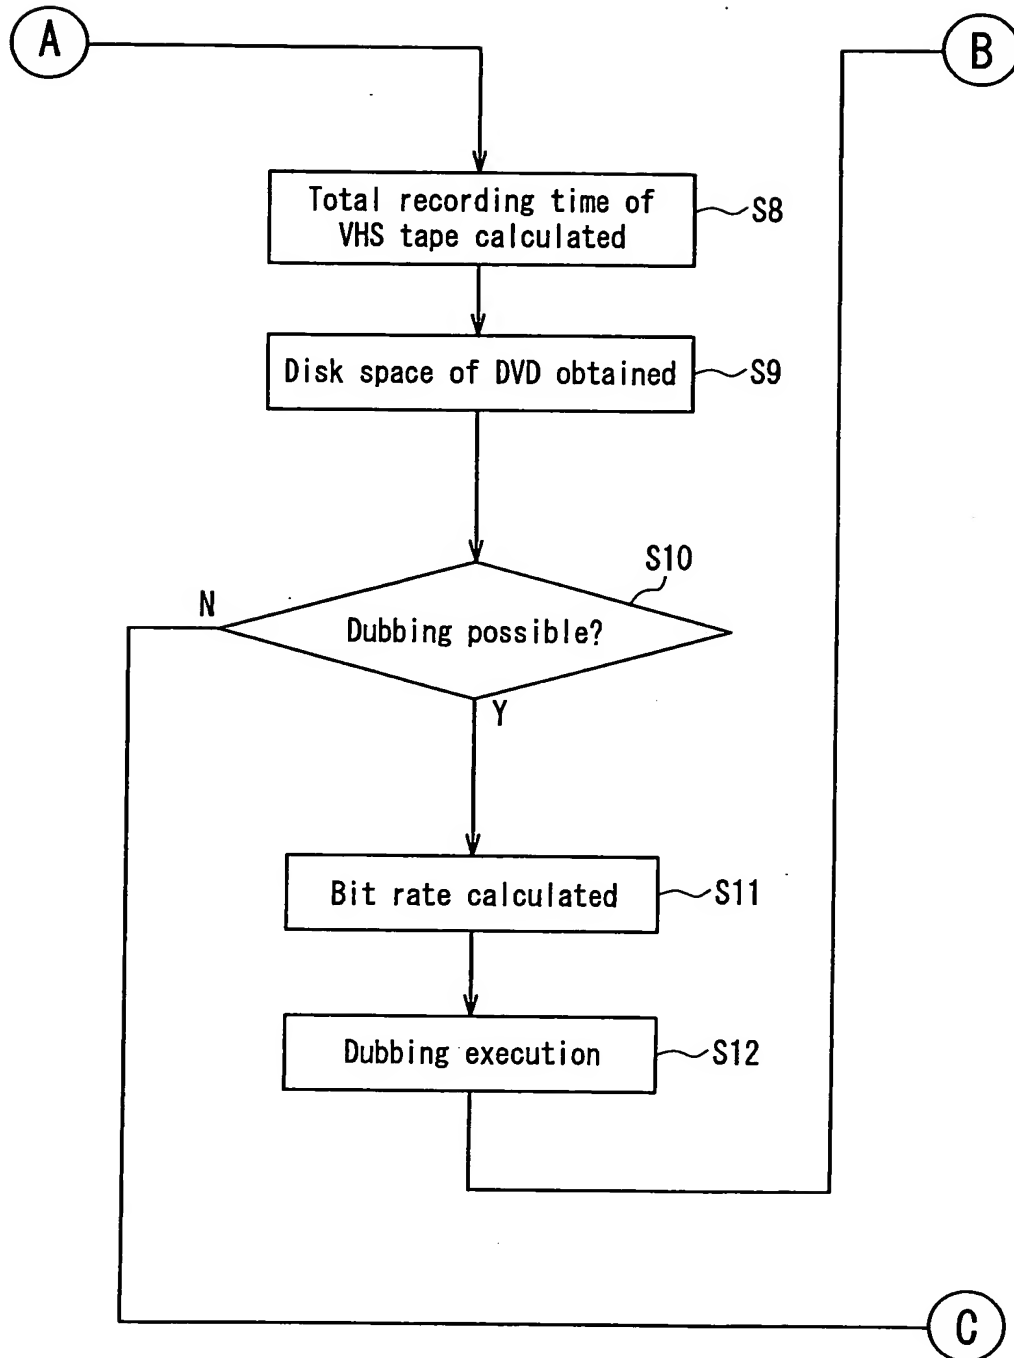 A
B
Total recording time of
VHS tape calculated
S8
Disk space of DVD obtained
S9
S10
N
Dubbing possible?
Y
Bit rate calculated
S11
Dubbing execution
S12
C